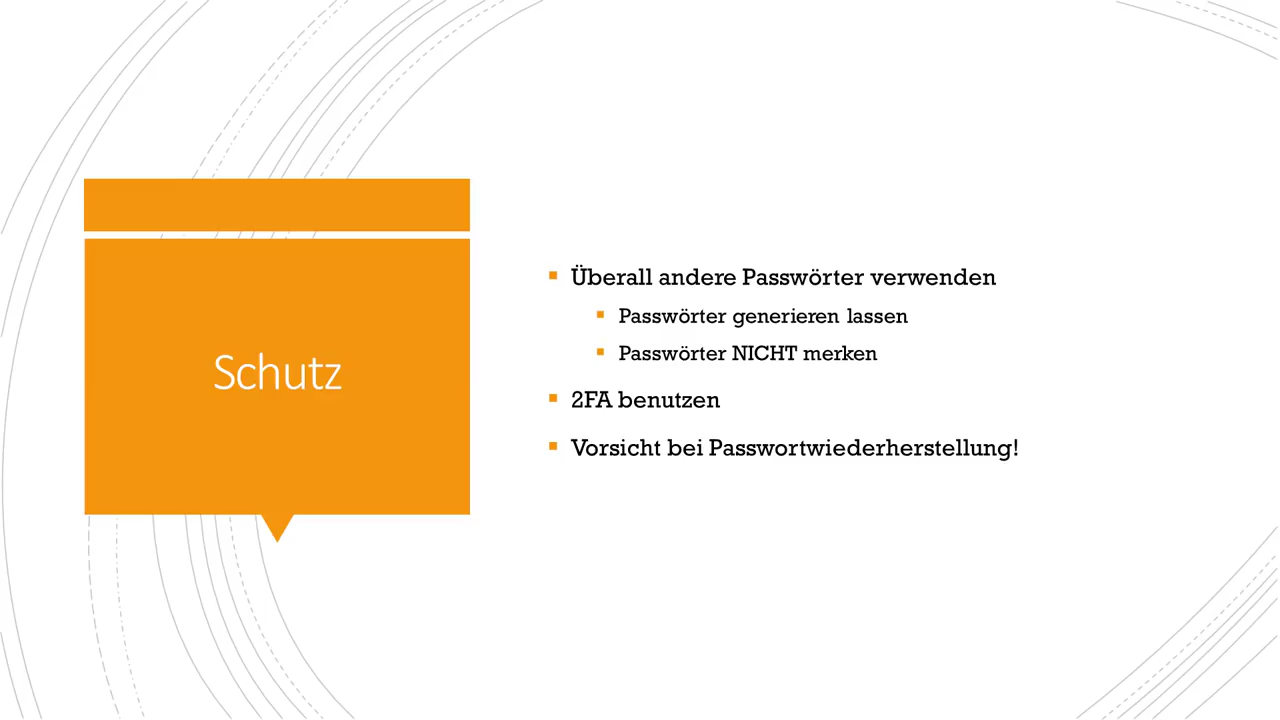 Schutz
Überall andere Passwörter verwenden
Passwörter generieren lassen
Passwörter NICHT merken
2FA benutzen
Vorsicht bei Passwortwiederherstellung!